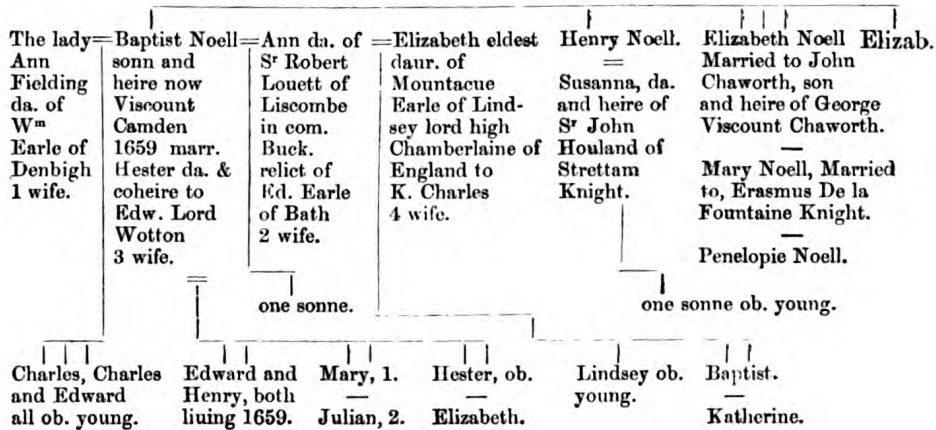 The lady=
Ann
Fielding
da. of
Wm
Earle of
Denbigh
1 wife.
Baptist Noell=
sonn and
heire now
Viscount
Camden
1659 marr.
Hester da. &
coheire to
Edw. Lord
Wotton
3 wife.
Ann da. of
Sr Robert
Louett of
Liscombe
in com.
Buck.
relict of
Ed. Earle
of Bath
2 wife.
=Elizabeth eldest
daur. of
Mountacue
Earle of Lind-
sey lord high
Chamberlaine of
England to
K. Charles
4 wife.
Henry Noell.
=
Susanna, da.
and heire of
Sr John
Houland of
Strettam
Knight.
Elizabeth Noell
Married to John
Chaworth, son
and heire of George
Viscount Chaworth.
—
Mary Noell, Married
to, Erasmus De la
Fountaine Knight.
—
Penelopie Noell.
Elizab.
one sonne.
one sonne ob. young.
Charles, Charles
and Edward
all ob. young.
Edward and
Henry, both
liuing 1659.
Mary, 1.
—
Julian, 2.
Hester, ob.
—
Elizabeth.
Lindsey ob.
young.
Baptist.
—
Katherine.